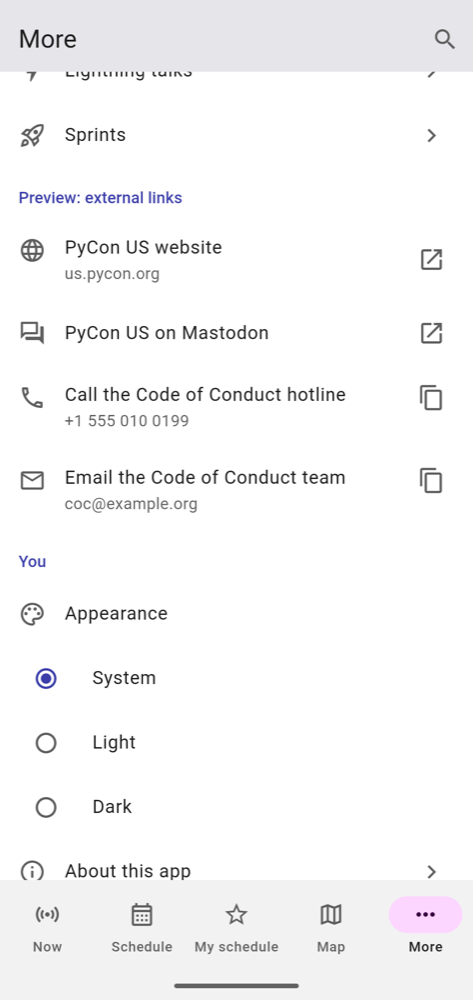 More
Lightning talks
Sprints
Preview: external links
PyCon US website
us.pycon.org
PyCon US on Mastodon
Call the Code of Conduct hotline
+1 555 010 0199
Email the Code of Conduct team
coc@example.org
You
Appearance
System
Light
Dark
About this app
Now
Schedule
My schedule
Map
More